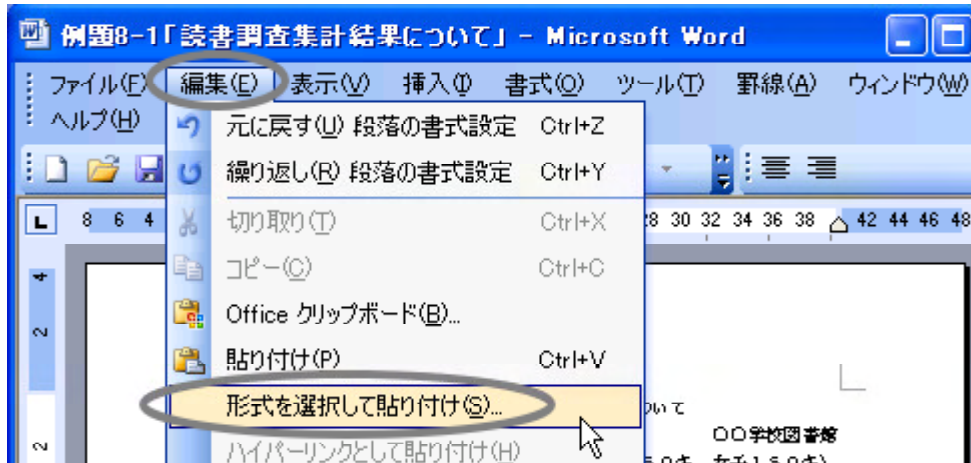 例題8-1「読書調査集計結果について」 - Microsoft Word
ファイル(F) 編集(E) 表示(V) 挿入(I) 書式(O) ツール(T) 罫線(A) ウィンドウ(W)
ヘルプ(H)
元に戻す(U) 段落の書式設定 Ctrl+Z
繰り返し(R) 段落の書式設定 Ctrl+Y
L 8 6 4 30 32 34 36 38 42 44 46 48
切り取り(T) Ctrl+X
コピー(C) Ctrl+C
4
Office クリップボード(B)...
2
貼り付け(P) Ctrl+V
形式を選択して貼り付け(S)...
ついて
〇〇学校図書館
2
ハイパーリンクとして貼り付け(H)